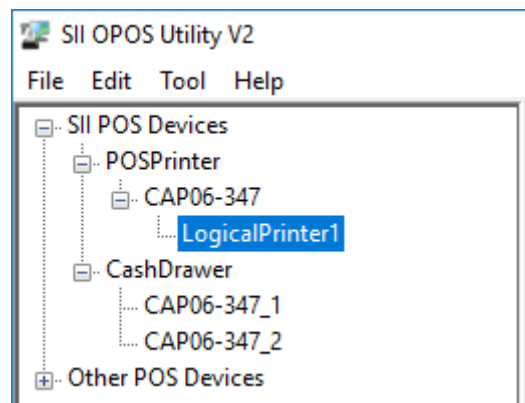 SII OPOS Utility V2
File Edit Tool Help
SII POS Devices
POSPrinter
CAP06-347
LogicalPrinter1
CashDrawer
CAP06-347_1
CAP06-347_2
Other POS Devices